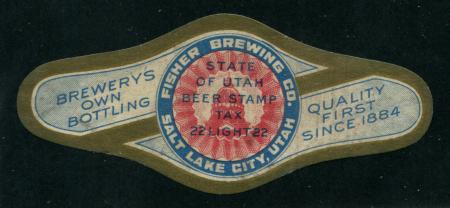 BREWERY'S
OWN
BOTTLING
FISHER BREWING CO.
SALT LAKE CITY, UTAH
STATE
OF UTAH
BEER STAMP
TAX
22 LIGHT 22
QUALITY
FIRST
SINCE 1884